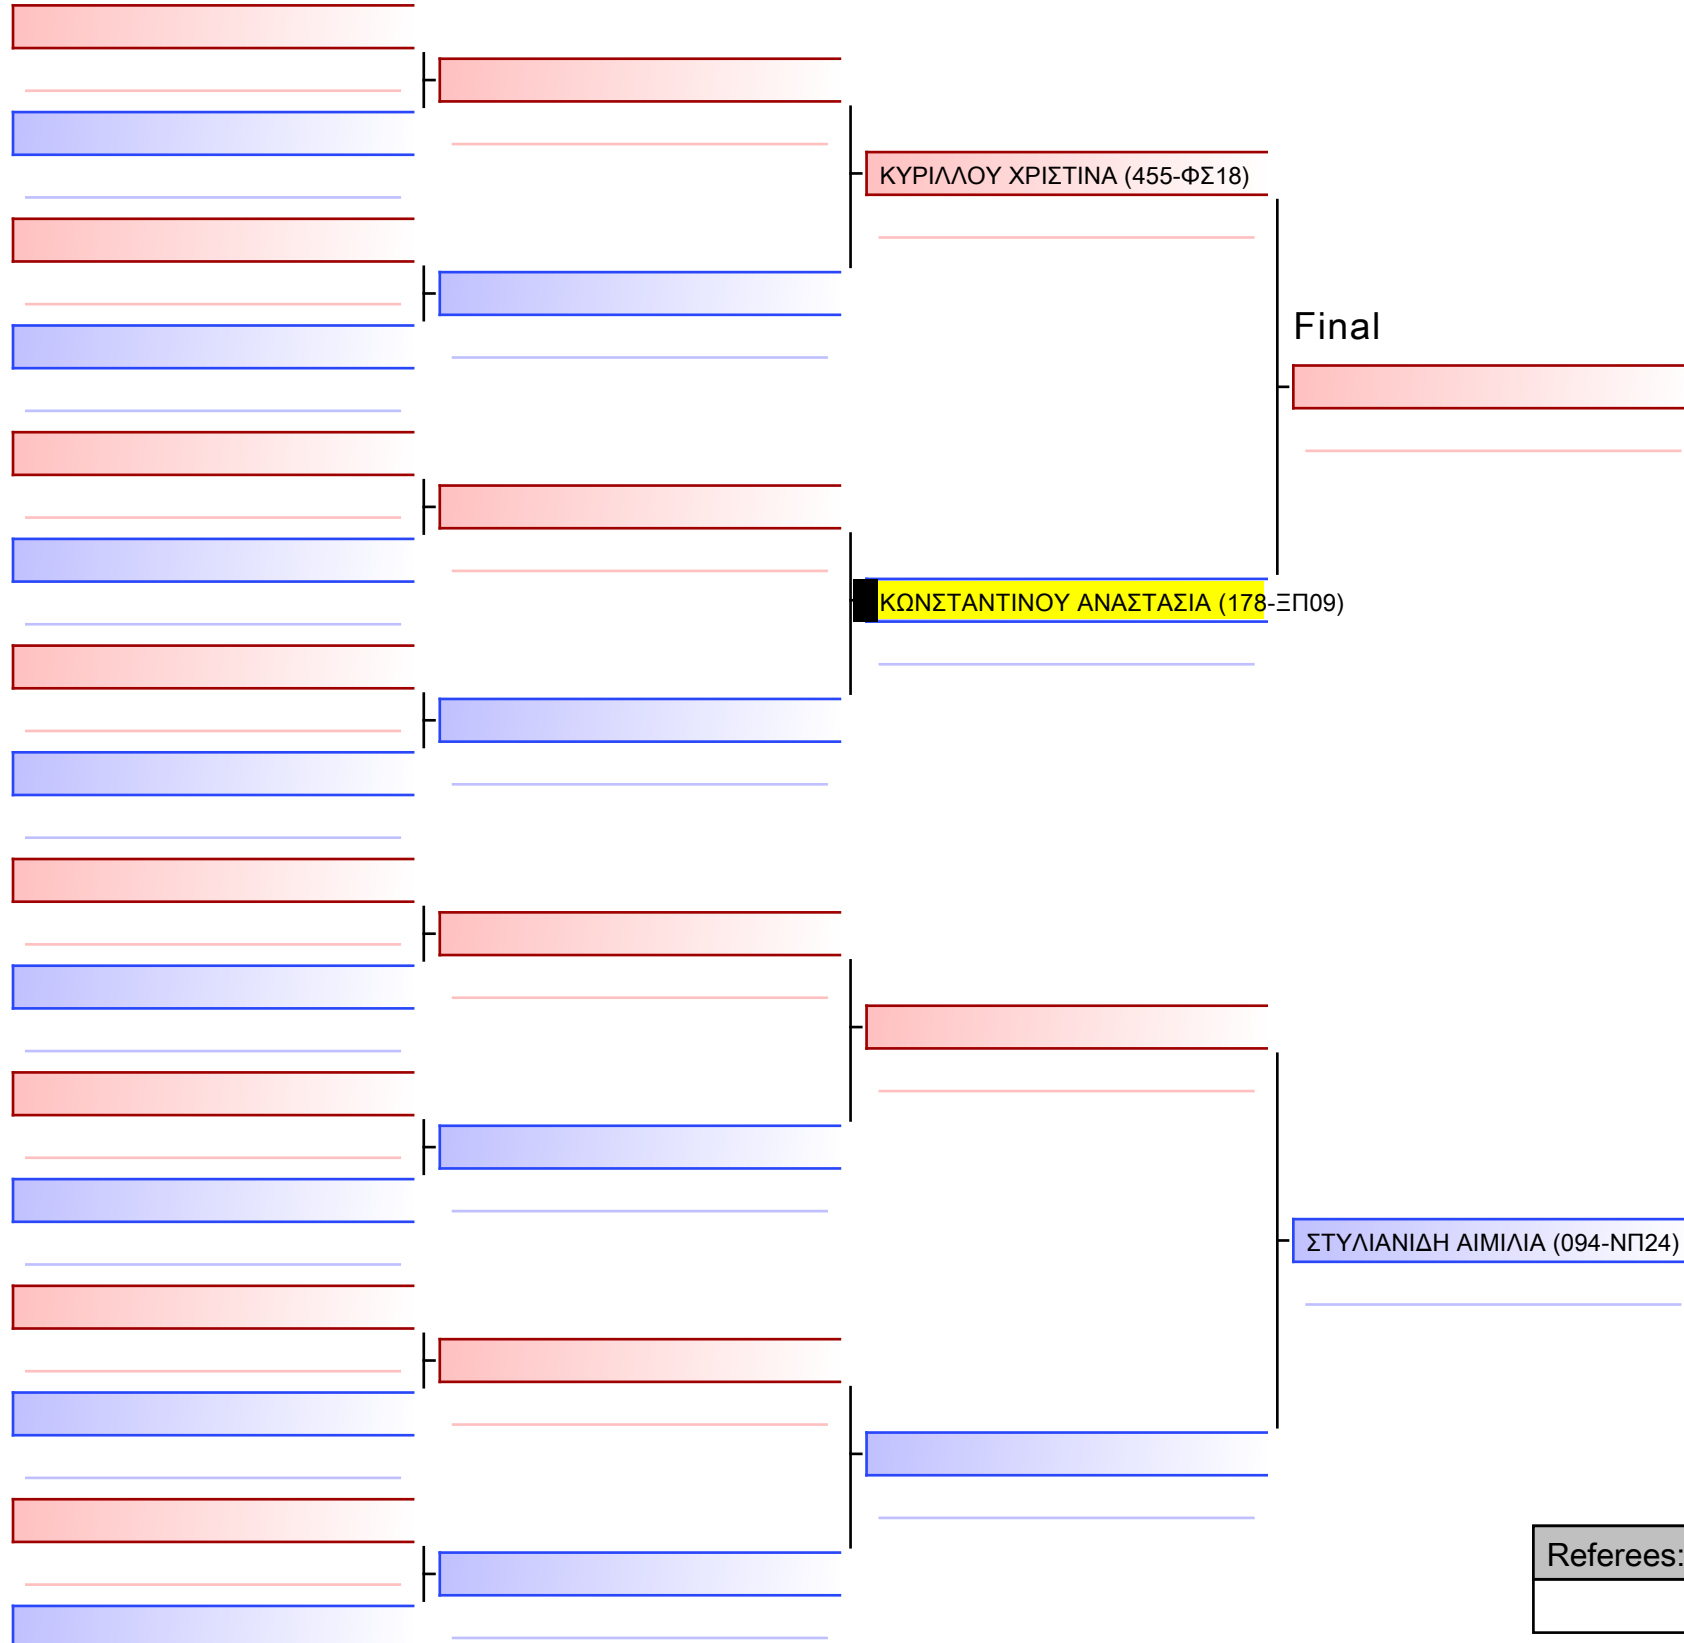 ΚΥΡΙΛΛΟΥ ΧΡΙΣΤΙΝΑ (455-ΦΣ18)
Final
ΚΩΝΣΤΑΝΤΙΝΟΥ ΑΝΑΣΤΑΣΙΑ (178-ΞΠ09)
ΣΤΥΛΙΑΝΙΔΗ ΑΙΜΙΛΙΑ (094-ΝΠ24)
Referees: